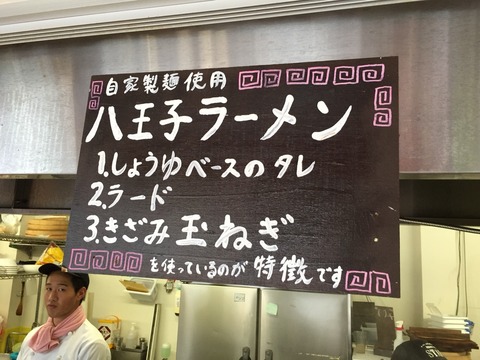 自家製麺使用
八王子ラーメン
1.しょうゆベースのタレ
2.ラード
3.きざみ玉ねぎ
を使っているのが特徴です